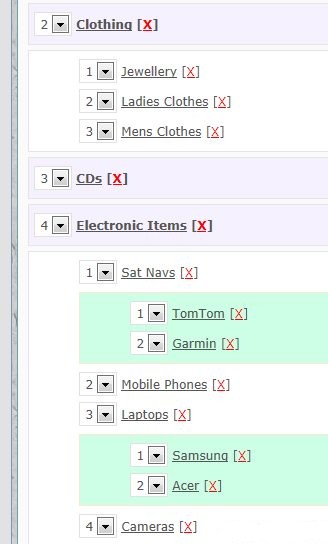 2 Clothing [X]
1 Jewellery [X]
2 Ladies Clothes [X]
3 Mens Clothes [X]
3 CDs [X]
4 Electronic Items [X]
1 Sat Navs [X]
1 TomTom [X]
2 Garmin [X]
2 Mobile Phones [X]
3 Laptops [X]
1 Samsung [X]
2 Acer [X]
4 Cameras [X]